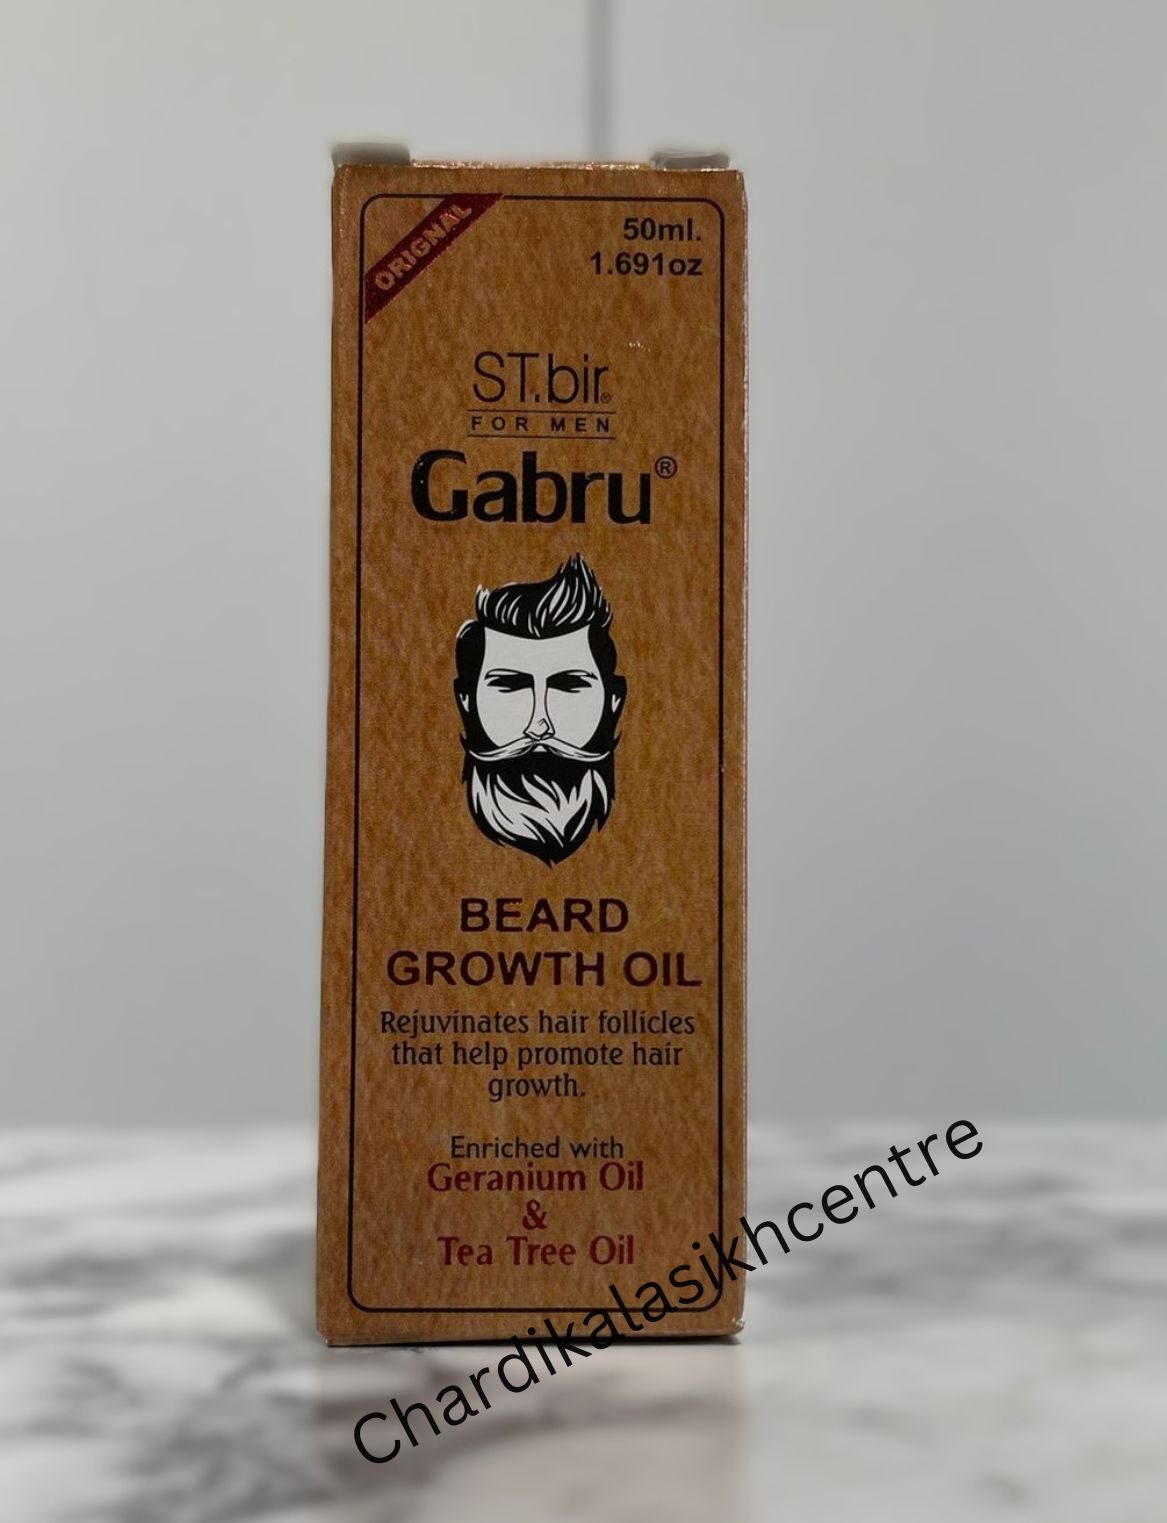 ORIGNAL
50ml.
1.691oz
ST.bir®
FOR MEN
Gabru®
BEARD
GROWTH OIL
Rejuvinates hair follicles
that help promote hair
growth.
Enriched with
Geranium Oil
&
Tea Tree Oil
Chardikalasikhcentre